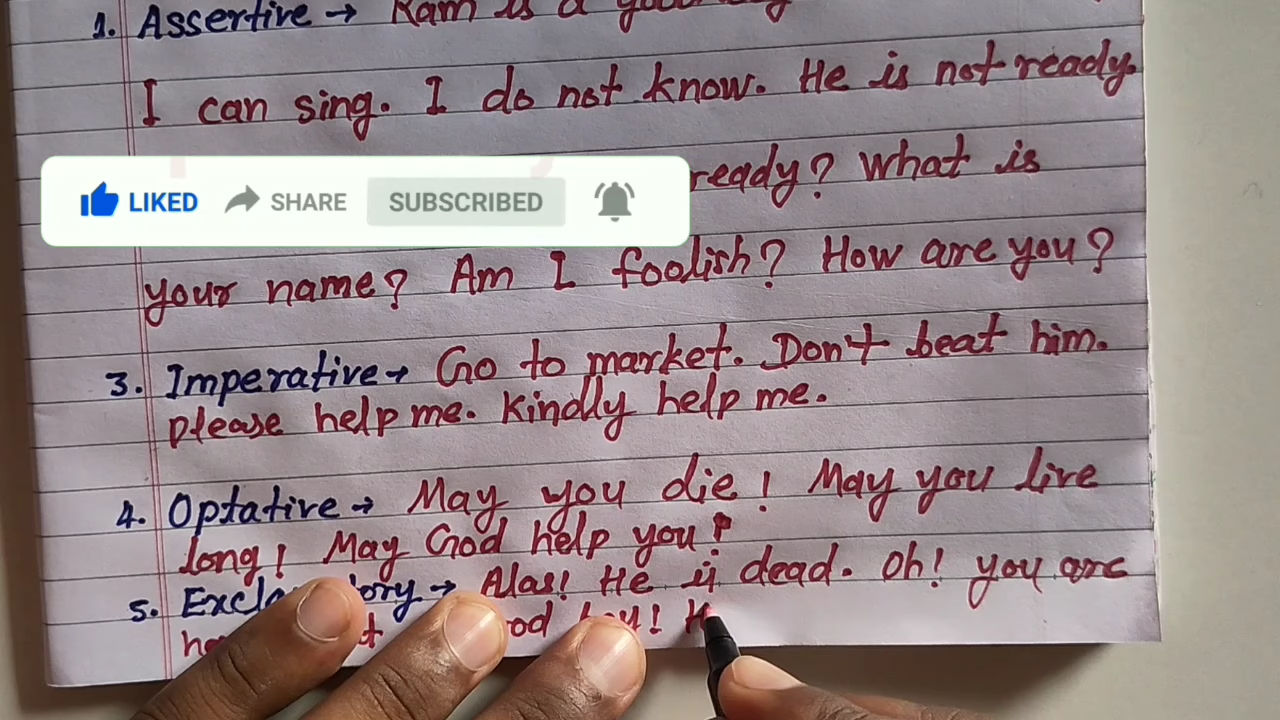 1. Assertive → Ram is a
I can sing. I do not know. He is not ready.
ready? What is
LIKED SHARE SUBSCRIBED
your name? Am I foolish? How are you?
3. Imperative → Go to market. Don't beat him.
please help me. Kindly help me.
4. Optative → May you die! May you live
long! May God help you!
5. Alas! He is dead. Oh! you are